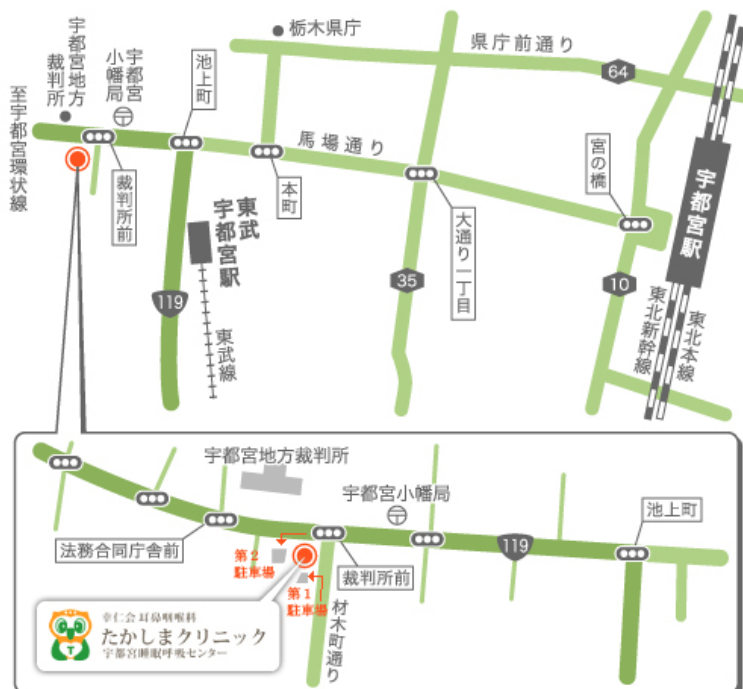 栃木県庁
県庁前通り
64
宇都宮地方
裁判所
宇都宮
小幡局
池上町
至宇都宮環状線
馬場通り
裁判所前
本町
大通り一丁目
宮の橋
宇都宮駅
東武
宇都宮駅
東武線
119
35
10
東北新幹線
東北本線
宇都宮地方裁判所
宇都宮小幡局
池上町
法務合同庁舎前
119
裁判所前
第2
駐車場
第1
駐車場
材木町通り
幸仁会 耳鼻咽喉科
たかしまクリニック
宇都宮睡眠呼吸センター
T